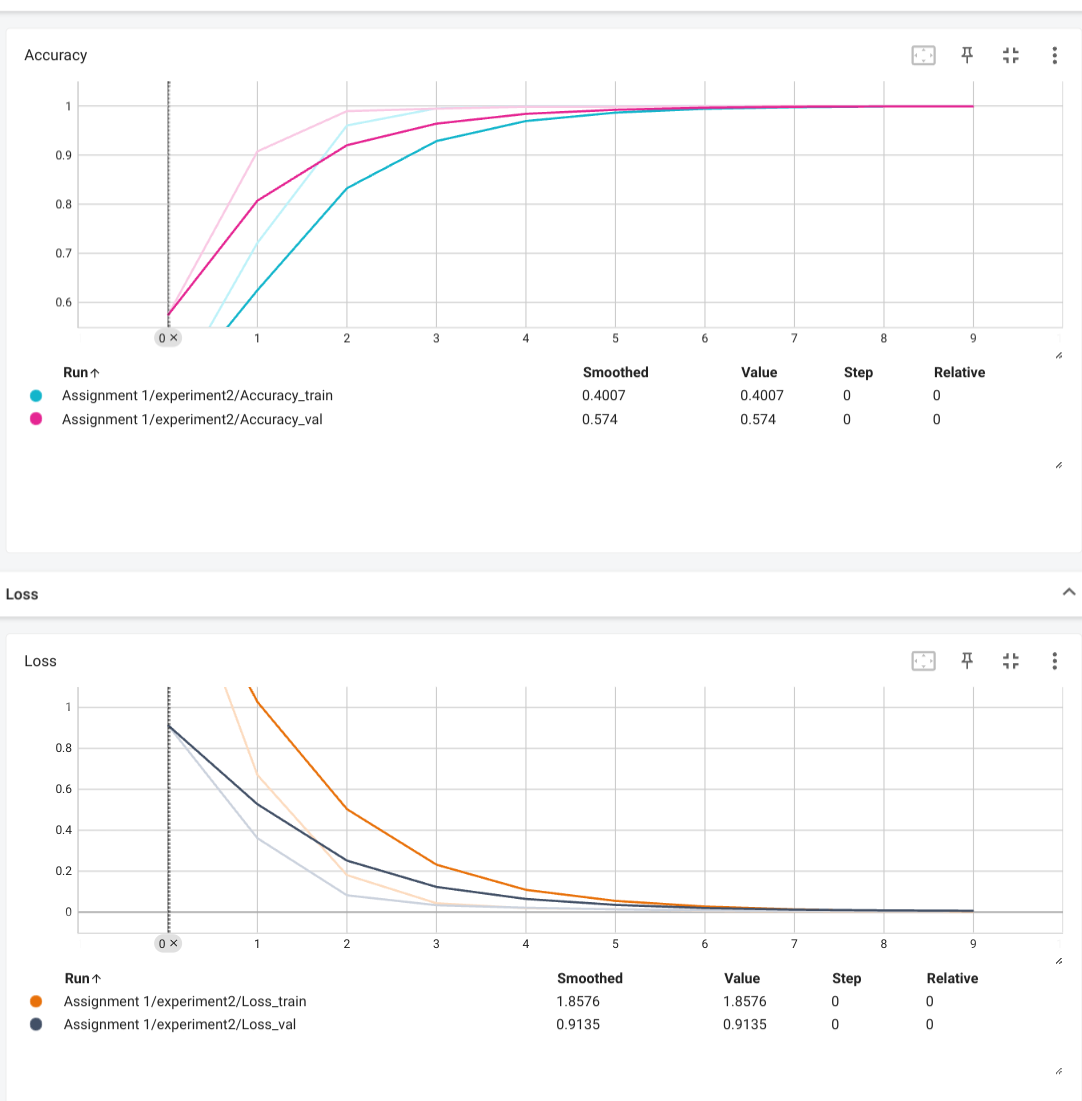 Accuracy
1
0.9
0.8
0.7
0.6
0 × 1 2 3 4 5 6 7 8 9
Run↑ Smoothed Value Step Relative
Assignment 1/experiment2/Accuracy_train 0.4007 0.4007 0 0
Assignment 1/experiment2/Accuracy_val 0.574 0.574 0 0
Loss
Loss
1
0.8
0.6
0.4
0.2
0
0 × 1 2 3 4 5 6 7 8 9
Run↑ Smoothed Value Step Relative
Assignment 1/experiment2/Loss_train 1.8576 1.8576 0 0
Assignment 1/experiment2/Loss_val 0.9135 0.9135 0 0